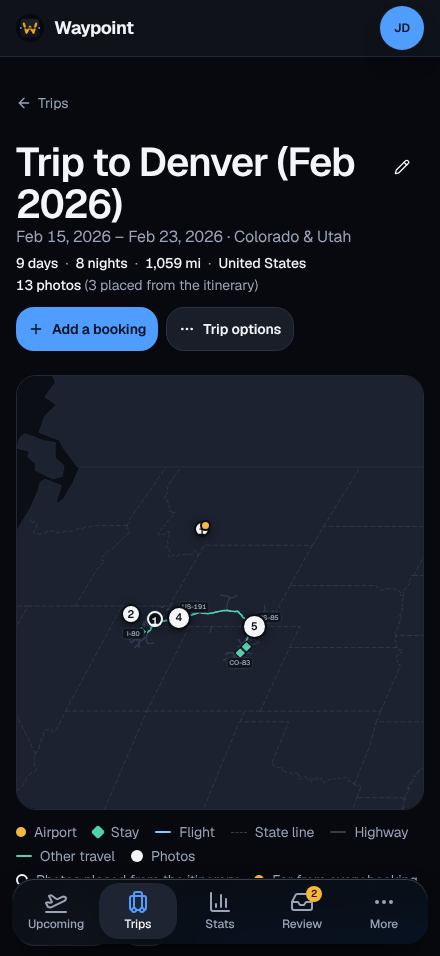 Waypoint
JD
Trips
Trip to Denver (Feb
2026)
Feb 15, 2026 – Feb 23, 2026 · Colorado & Utah
9 days · 8 nights · 1,059 mi · United States
13 photos (3 placed from the itinerary)
+ Add a booking
··· Trip options
US-191
2
1
4
5
I-80
CO-83
Airport
Stay
Flight
State line
Highway
Other travel
Photos
2
Upcoming
Trips
Stats
Review
More